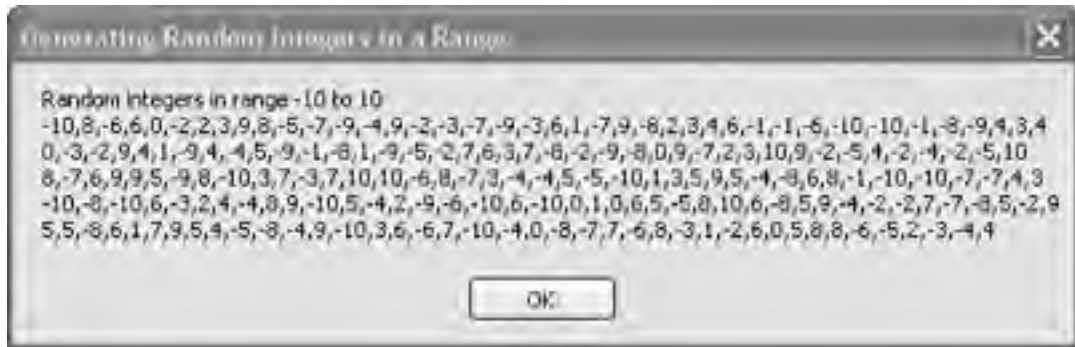 Generating Random Integers in a Range
Random integers in range -10 to 10
-10,8,-6,6,0,-2,2,3,9,8,-5,-7,-9,-4,9,-2,-3,-7,-9,-3,6,1,-7,9,-8,2,3,4,6,-1,-1,-6,-10,-10,-1,-8,-9,4,3,4
0,-3,-2,9,4,1,-9,4,-4,5,-9,-1,-8,1,-9,-5,-2,7,6,3,7,-8,-2,-9,-8,0,9,-7,2,3,10,9,-2,-5,4,-2,-4,-2,-5,10
8,-7,6,9,9,5,-9,8,-10,3,7,-3,7,10,10,-6,8,-7,3,-4,-4,5,-5,-10,1,3,5,9,5,-4,-8,6,8,-1,-10,-10,-7,-7,4,3
-10,-8,-10,6,-3,2,4,-4,8,9,-10,5,-4,2,-9,-6,-10,6,-10,0,1,0,6,5,-5,8,10,6,-8,5,9,-4,-2,-2,7,-7,-8,5,-2,9
5,5,-8,6,1,7,9,5,4,-5,-8,-4,9,-10,3,6,-6,7,-10,-4,0,-8,-7,7,-6,8,-3,1,-2,6,0,5,8,8,-6,-5,2,-3,-4,4
OK